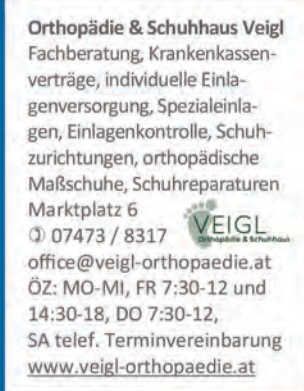 Orthopädie & Schuhhaus Veigl
Fachberatung, Krankenkassen-
verträge, individuelle Einla-
genversorgung, Spezialeinla-
gen, Einlagenkontrolle, Schuh-
zurichtungen, orthopädische
Maßschuhe, Schuhreparaturen
Marktplatz 6
✆ 07473 / 8317
VEIGL
Orthopädie & Schuhhaus
office@veigl-orthopaedie.at
ÖZ: MO-MI, FR 7:30-12 und
14:30-18, DO 7:30-12,
SA telef. Terminvereinbarung
www.veigl-orthopaedie.at